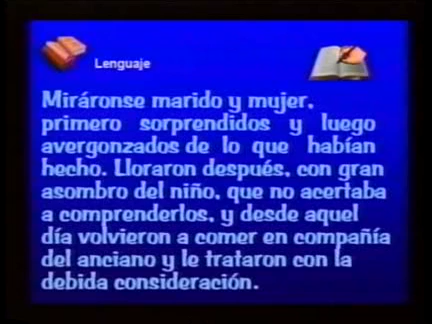 Lenguaje
Miráronse marido y mujer,
primero sorprendidos y luego
avergonzados de lo que habían
hecho. Lloraron después, con gran
asombro del niño, que no acertaba
a comprenderlos, y desde aquel
día volvieron a comer en compañía
del anciano y le trataron con la
debida consideración.